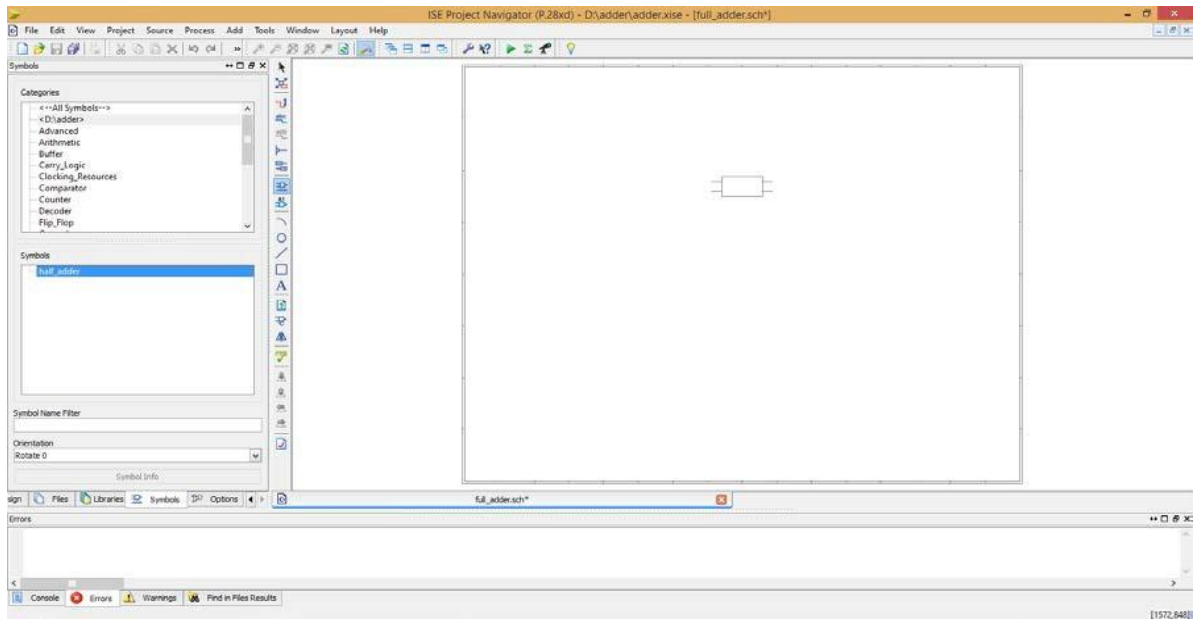 ISE Project Navigator (P.28xd) - D:\adder\adder.xise - [full_adder.sch*]
File Edit View Project Source Process Add Tools Window Layout Help
Symbols
Categories
<--All Symbols-->
<D:\adder>
Advanced
Arithmetic
Buffer
Carry_Logic
Clocking_Resources
Comparator
Counter
Decoder
Flip_Flop
Symbols
half_adder
Symbol Name Filter
Orientation
Rotate 0
Symbol Info
sign Files Libraries Symbols Options
full_adder.sch*
Errors
Console Errors Warnings Find in Files Results
[1572,848]